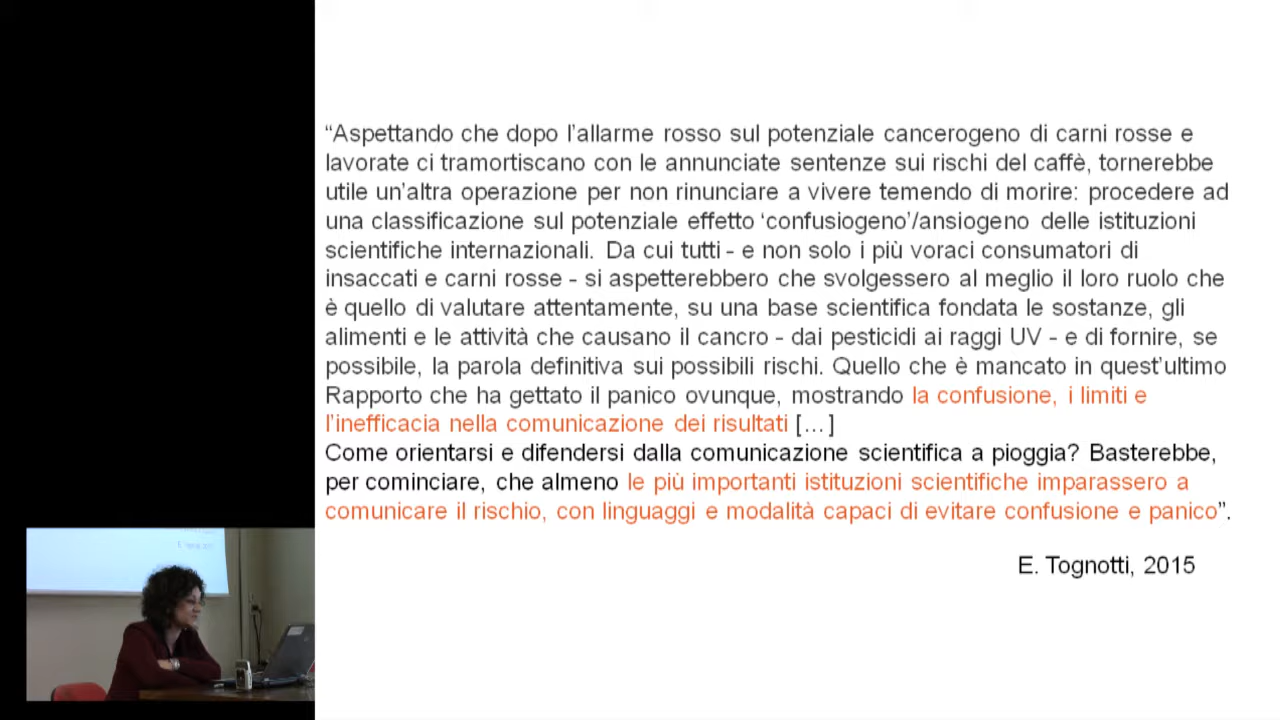 “Aspettando che dopo l’allarme rosso sul potenziale cancerogeno di carni rosse e
lavorate ci tramortiscano con le annunciate sentenze sui rischi del caffè, tornerebbe
utile un’altra operazione per non rinunciare a vivere temendo di morire: procedere ad
una classificazione sul potenziale effetto ‘confusiogeno’/ansiogeno delle istituzioni
scientifiche internazionali. Da cui tutti - e non solo i più voraci consumatori di
insaccati e carni rosse - si aspetterebbero che svolgessero al meglio il loro ruolo che
è quello di valutare attentamente, su una base scientifica fondata le sostanze, gli
alimenti e le attività che causano il cancro - dai pesticidi ai raggi UV - e di fornire, se
possibile, la parola definitiva sui possibili rischi. Quello che è mancato in quest’ultimo
Rapporto che ha gettato il panico ovunque, mostrando la confusione, i limiti e
l’inefficacia nella comunicazione dei risultati […]
Come orientarsi e difendersi dalla comunicazione scientifica a pioggia? Basterebbe,
per cominciare, che almeno le più importanti istituzioni scientifiche imparassero a
comunicare il rischio, con linguaggi e modalità capaci di evitare confusione e panico”.
E. Tognotti, 2015